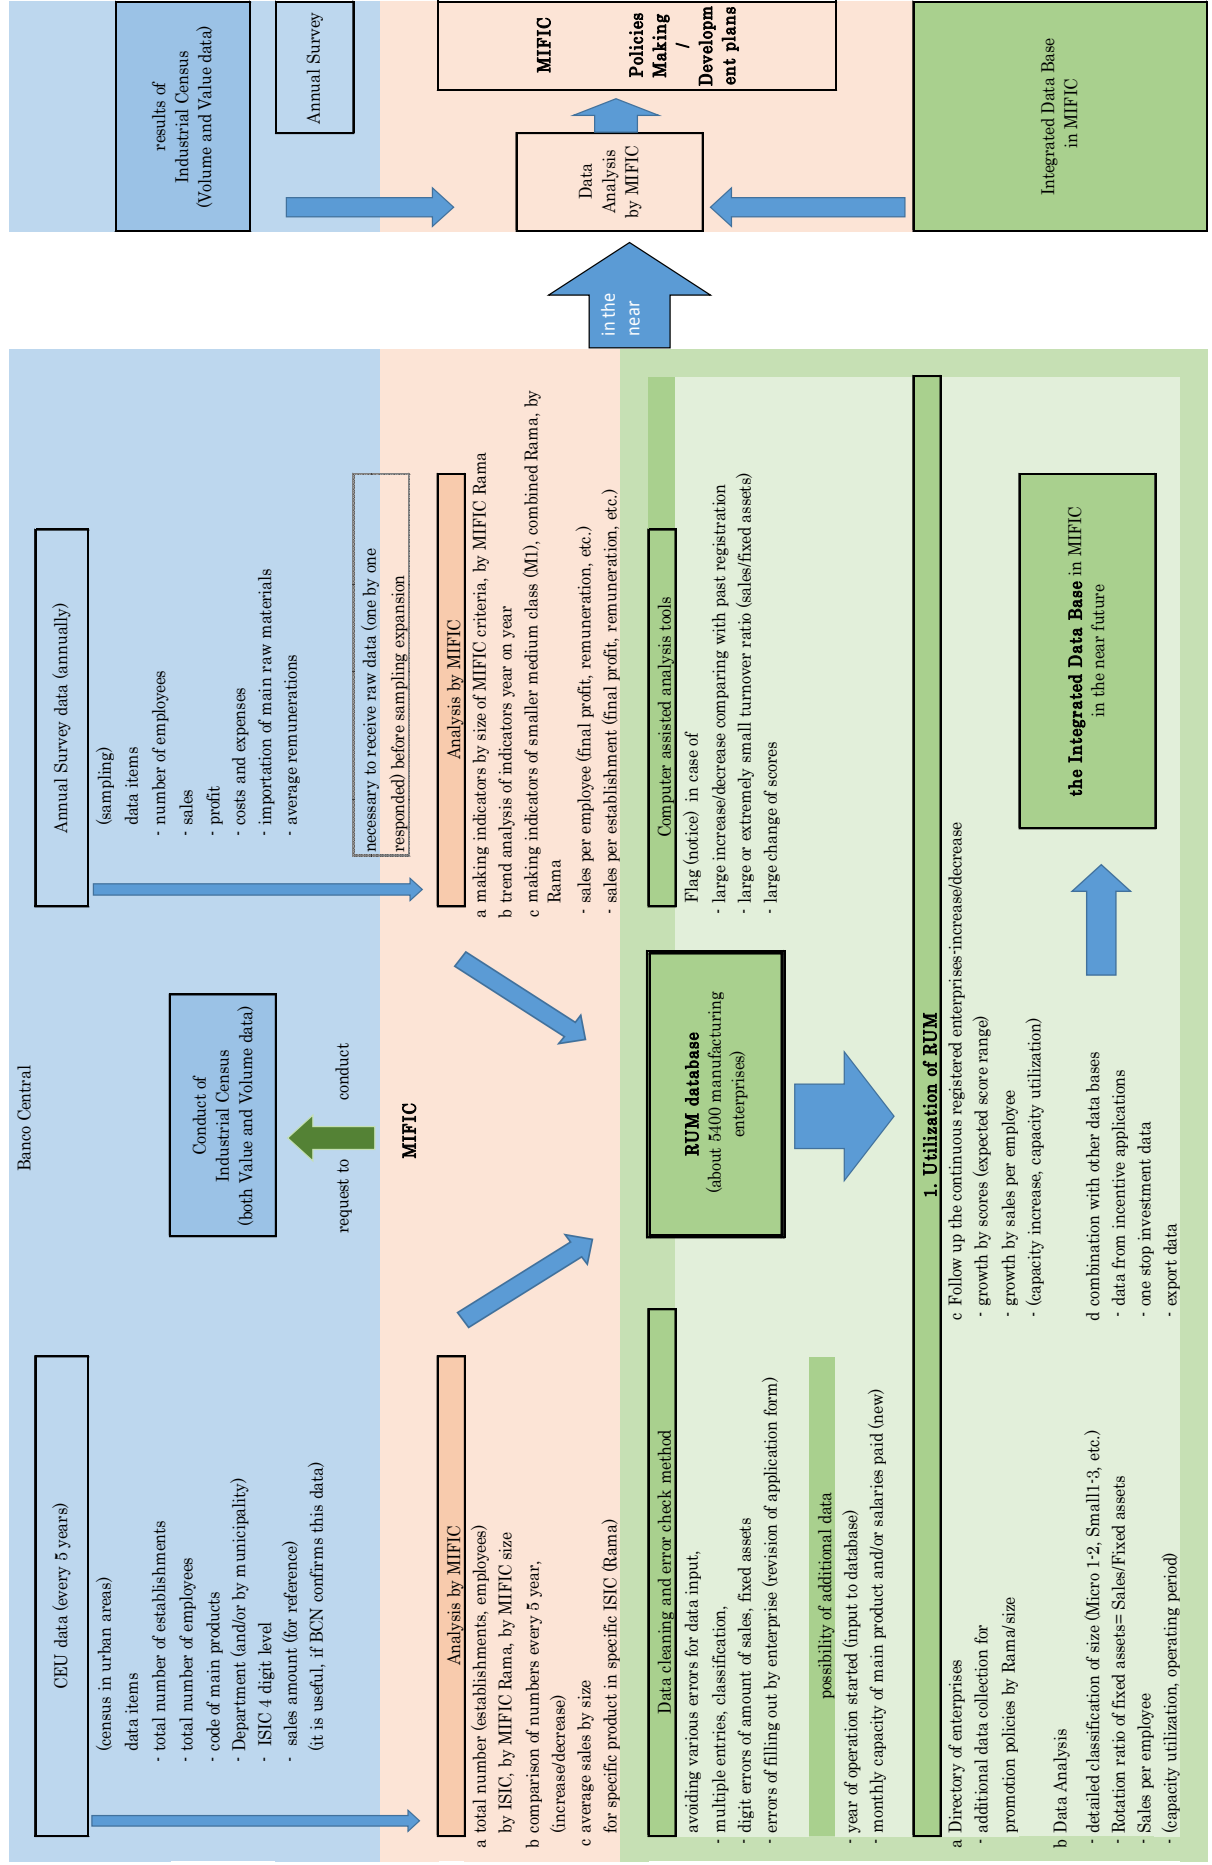 Banco Central
CEU data (every 5 years)
(census in urban areas)
data items
- total number of establishments
- total number of employees
- code of main products
- Department (and/or by municipality)
- ISIC 4 digit level
- sales amount (for reference)
(it is useful, if BCN confirms this data)
Conduct of
Industrial Census
(both Value and Volume data)
request to conduct
Annual Survey data (annually)
(sampling)
data items
- number of employees
- sales
- profit
- costs and expenses
- importation of main raw materials
- average remunerations
necessary to receive raw data (one by one
responded) before sampling expansion
MIFIC
Analysis by MIFIC
a total number (establishments, employees)
by ISIC, by MIFIC Rama, by MIFIC size
b comparison of numbers every 5 year,
(increase/decrease)
c average sales by size
for specific product in specific ISIC (Rama)
Analysis by MIFIC
a making indicators by size of MIFIC criteria, by MIFIC Rama
b trend analysis of indicators year on year
c making indicators of smaller medium class (M1), combined Rama, by
Rama
- sales per employee (final profit, remuneration, etc.)
- sales per establishment (final profit, remuneration, etc.)
Data cleaning and error check method
avoiding various errors for data input,
- multiple entries, classification,
- digit errors of amount of sales, fixed assets
- errors of filling out by enterprise (revision of application form)
possibility of additional data
- year of operation started (input to database)
- monthly capacity of main product and/or salaries paid (new)
RUM database
(about 5400 manufacturing
enterprises)
Computer assisted analysis tools
Flag (notice) in case of
- large increase/decrease comparing with past registration
- large or extremely small turnover ratio (sales/fixed assets)
- large change of scores
1. Utilization of RUM
a Directory of enterprises
- additional data collection for
promotion policies by Rama/size
b Data Analysis
- detailed classification of size (Micro 1-2, Small1-3, etc.)
- Rotation ratio of fixed assets= Sales/Fixed assets
- Sales per employee
- (capacity utilization, operating period)
c Follow up the continuous registered enterprises-increase/decrease
- growth by scores (expected score range)
- growth by sales per employee
- (capacity increase, capacity utilization)
d combination with other data bases
- data from incentive applications
- one stop investment data
- export data
the Integrated Data Base in MIFIC
in the near future
in the
near
results of
Industrial Census
(Volume and Value data)
Annual Survey
Data
Analysis
by MIFIC
MIFIC
Policies
Making
/
Developm
ent plans
Integrated Data Base
in MIFIC